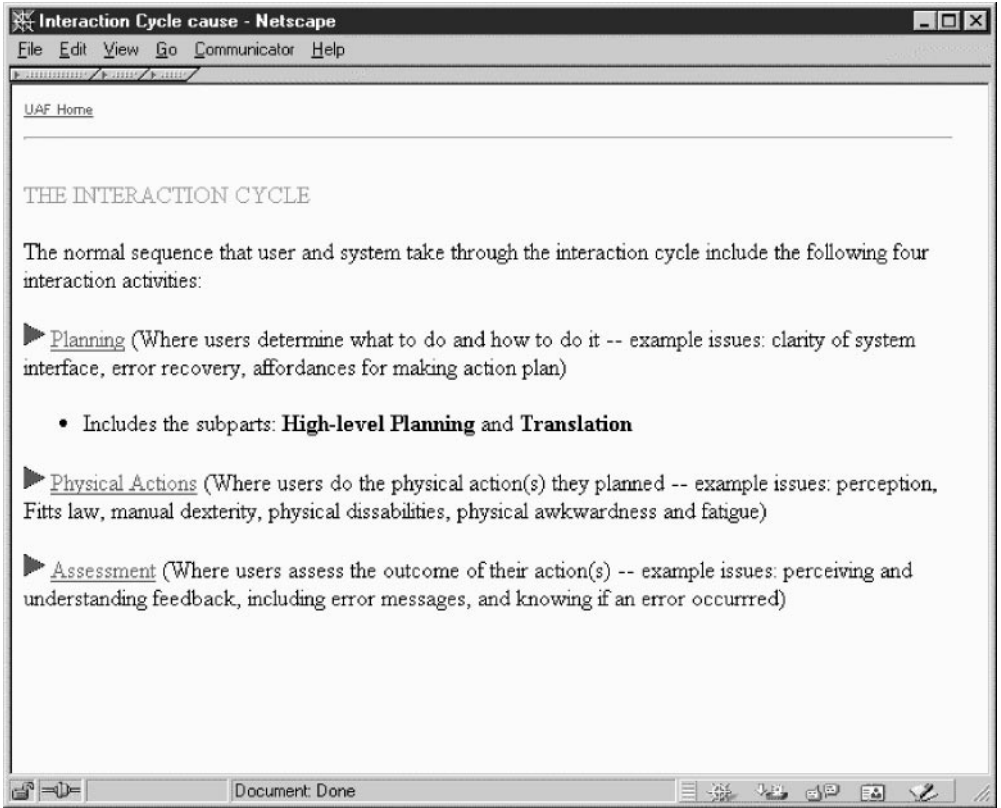 Interaction Cycle cause - Netscape
File Edit View Go Communicator Help
UAF Home
THE INTERACTION CYCLE
The normal sequence that user and system take through the interaction cycle include the following four
interaction activities:
Planning (Where users determine what to do and how to do it -- example issues: clarity of system
interface, error recovery, affordances for making action plan)
• Includes the subparts: High-level Planning and Translation
Physical Actions (Where users do the physical action(s) they planned -- example issues: perception,
Fitts law, manual dexterity, physical dissabilities, physical awkwardness and fatigue)
Assessment (Where users assess the outcome of their action(s) -- example issues: perceiving and
understanding feedback, including error messages, and knowing if an error occurrred)
Document: Done